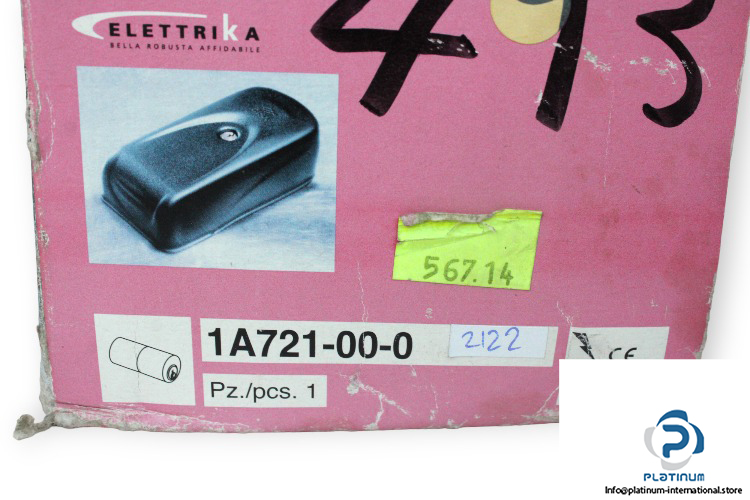 ELETTRIKA
BELLA ROBUSTA AFFIDABILE
493
567.14
1A721-00-0
2122
CE
Pz./pcs. 1
PLATINUM
Info@platinum-international.store